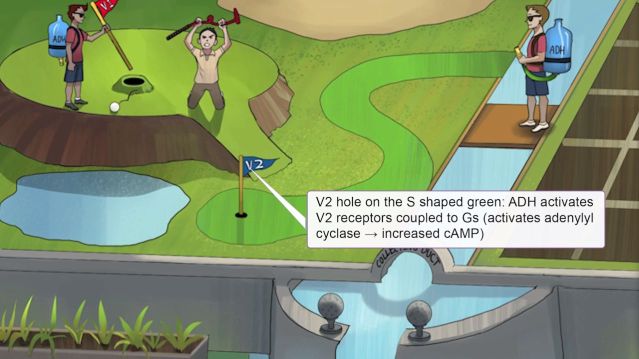 ADH
ADH
V2
V2 hole on the S shaped green: ADH activates
V2 receptors coupled to Gs (activates adenylyl
cyclase → increased cAMP)
COLLECTING DUCT